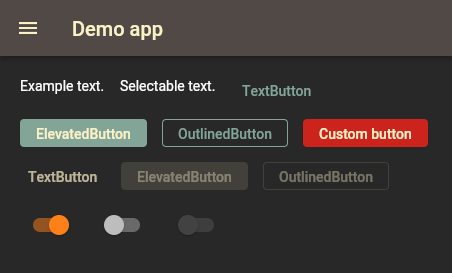 Demo app
Example text. Selectable text. TextButton
ElevatedButton OutlinedButton Custom button
TextButton ElevatedButton OutlinedButton